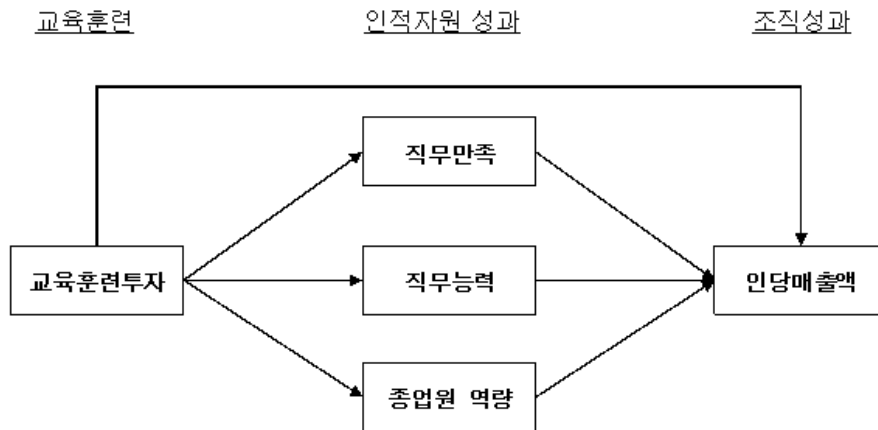 교육훈련
인적자원 성과
조직성과
직무만족
교육훈련투자
직무능력
인당매출액
종업원 역량